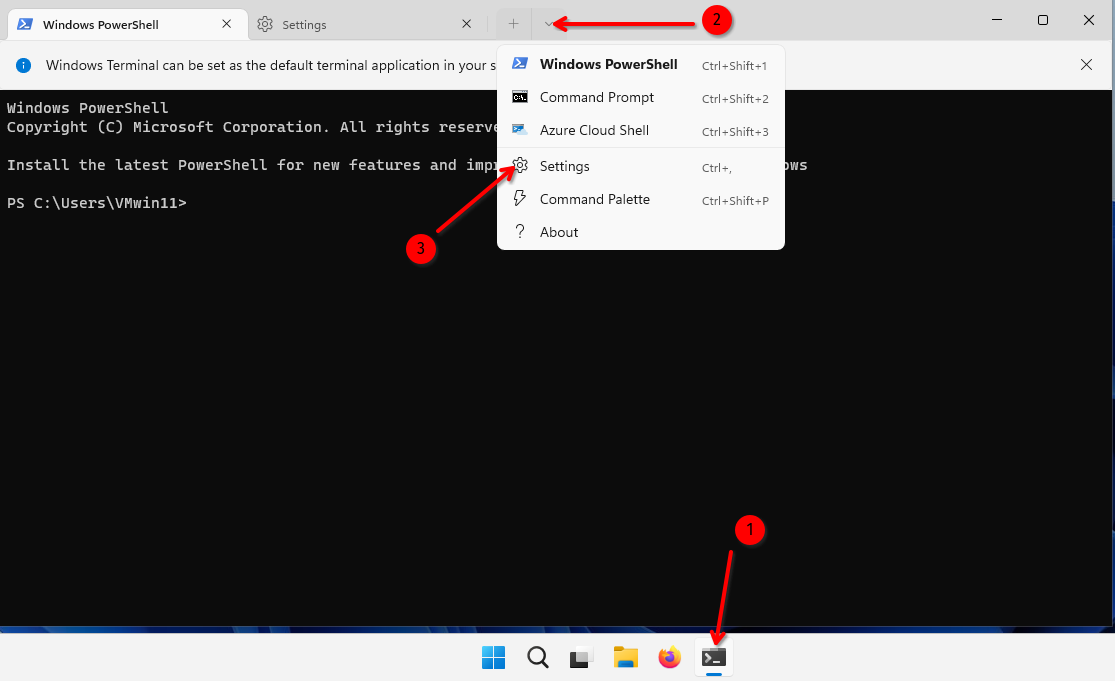 Windows PowerShell
Settings
2
Windows Terminal can be set as the default terminal application in your s
Windows PowerShell Ctrl+Shift+1
Command Prompt Ctrl+Shift+2
Azure Cloud Shell Ctrl+Shift+3
Settings Ctrl+,
Command Palette Ctrl+Shift+P
? About
Windows PowerShell
Copyright (C) Microsoft Corporation. All rights reserve
Install the latest PowerShell for new features and imp ows
PS C:\Users\VMwin11>
3
1